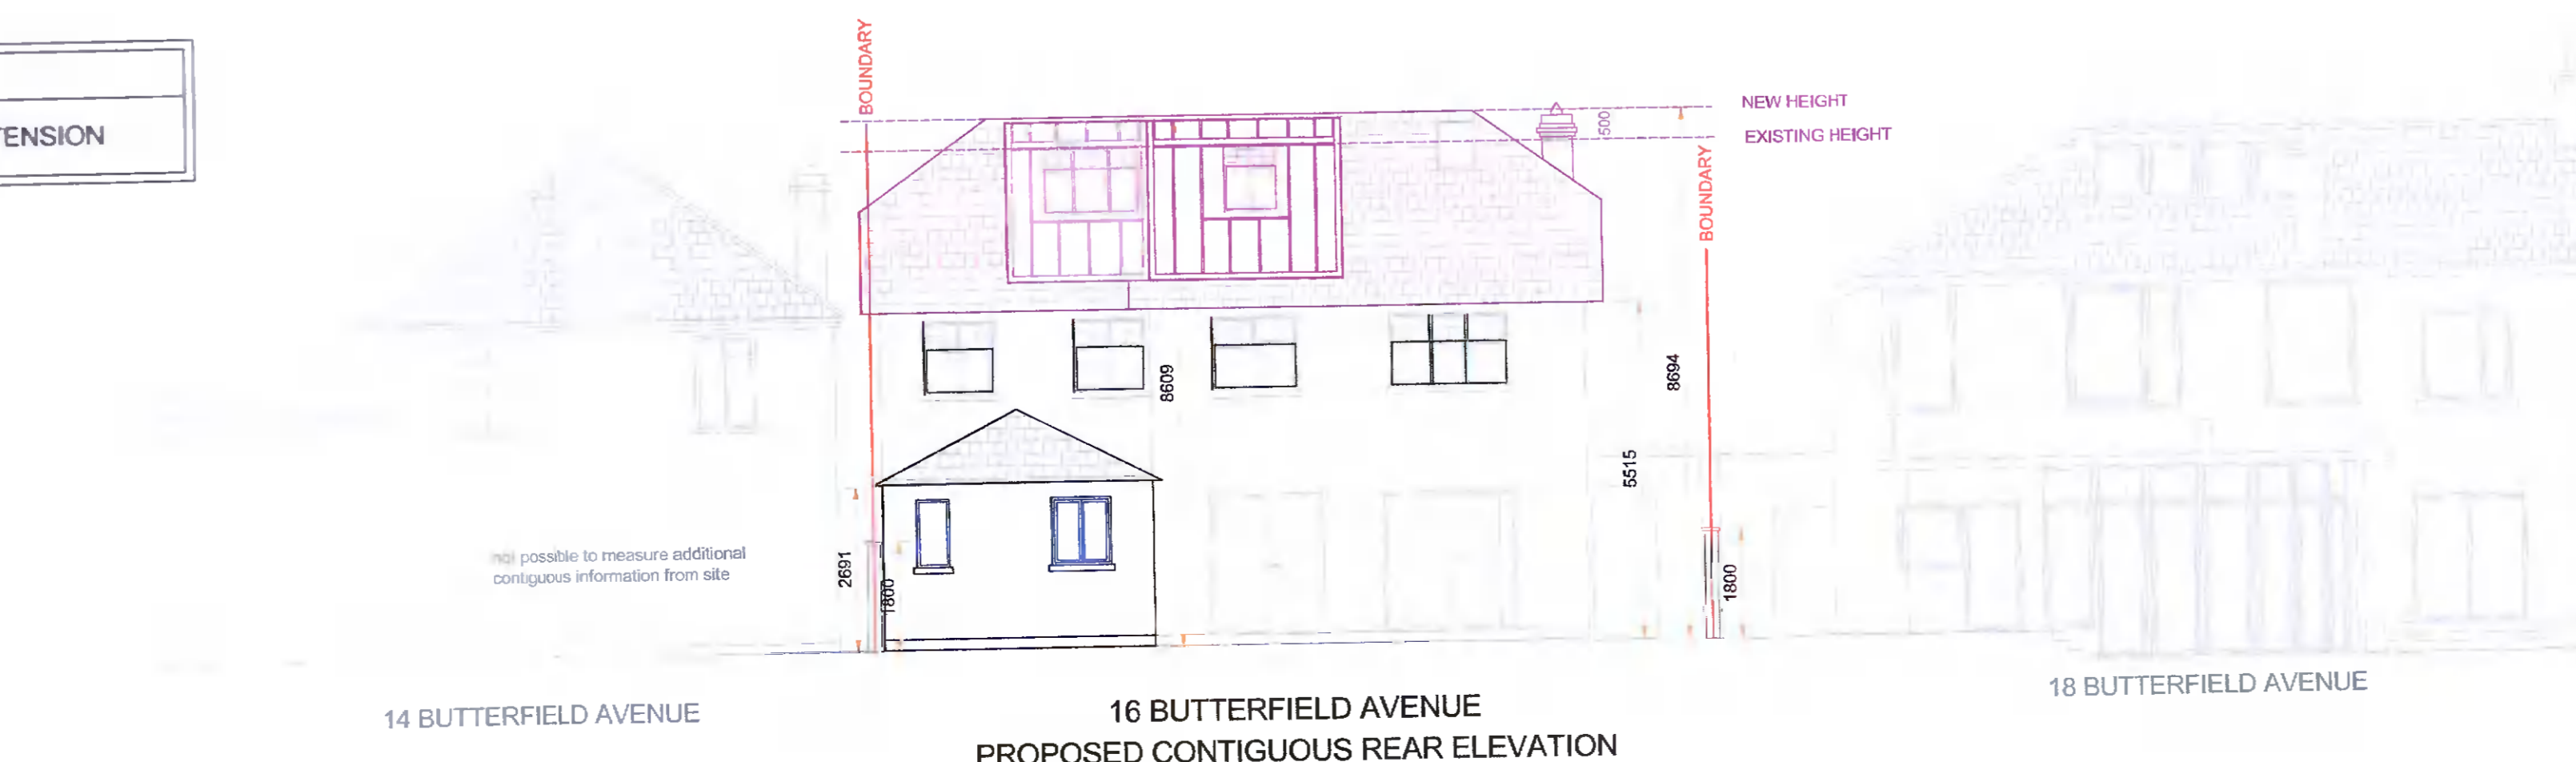 TENSION
BOUNDARY
NEW HEIGHT
500
EXISTING HEIGHT
BOUNDARY
8609
8694
5515
not possible to measure additional
contiguous information from site
2691
1800
1800
14 BUTTERFIELD AVENUE
16 BUTTERFIELD AVENUE
18 BUTTERFIELD AVENUE
PROPOSED CONTIGUOUS REAR ELEVATION